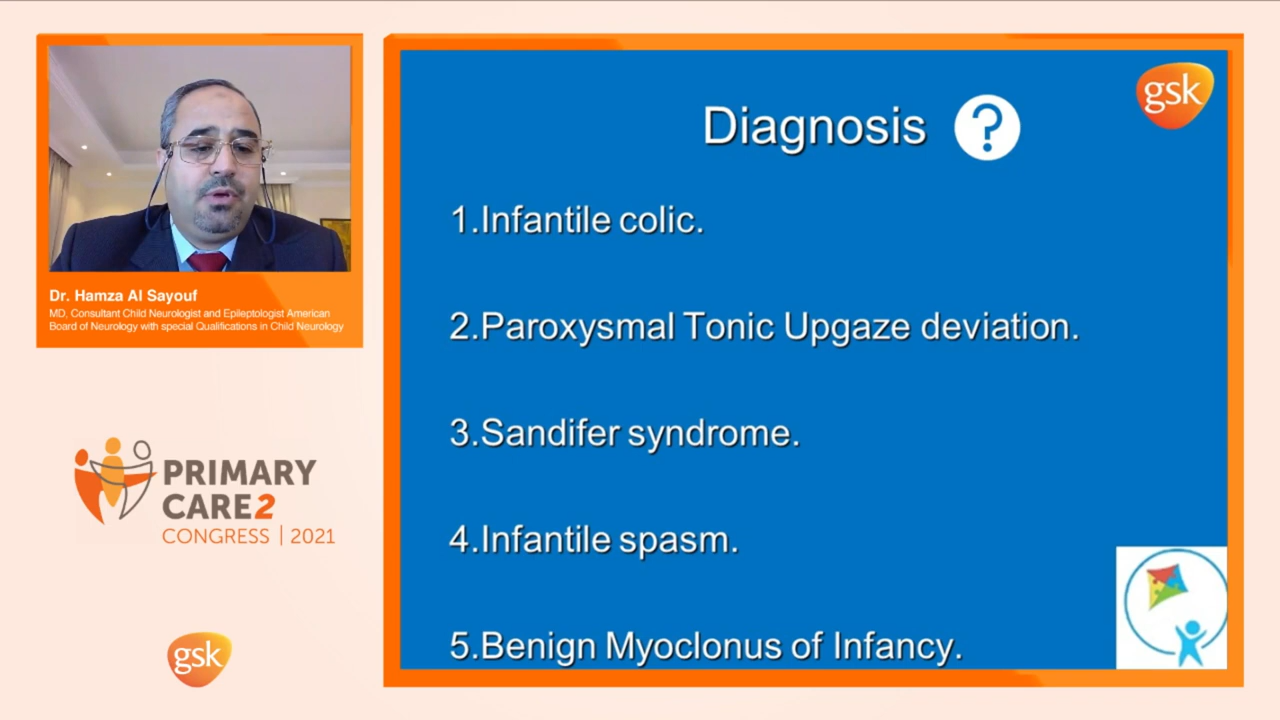 Dr. Hamza Al Sayouf
MD, Consultant Child Neurologist and Epileptologist American
Board of Neurology with special Qualifications in Child Neurology
PRIMARY
CARE2
CONGRESS | 2021
gsk
gsk
Diagnosis ?
1.Infantile colic.
2.Paroxysmal Tonic Upgaze deviation.
3.Sandifer syndrome.
4.Infantile spasm.
5.Benign Myoclonus of Infancy.